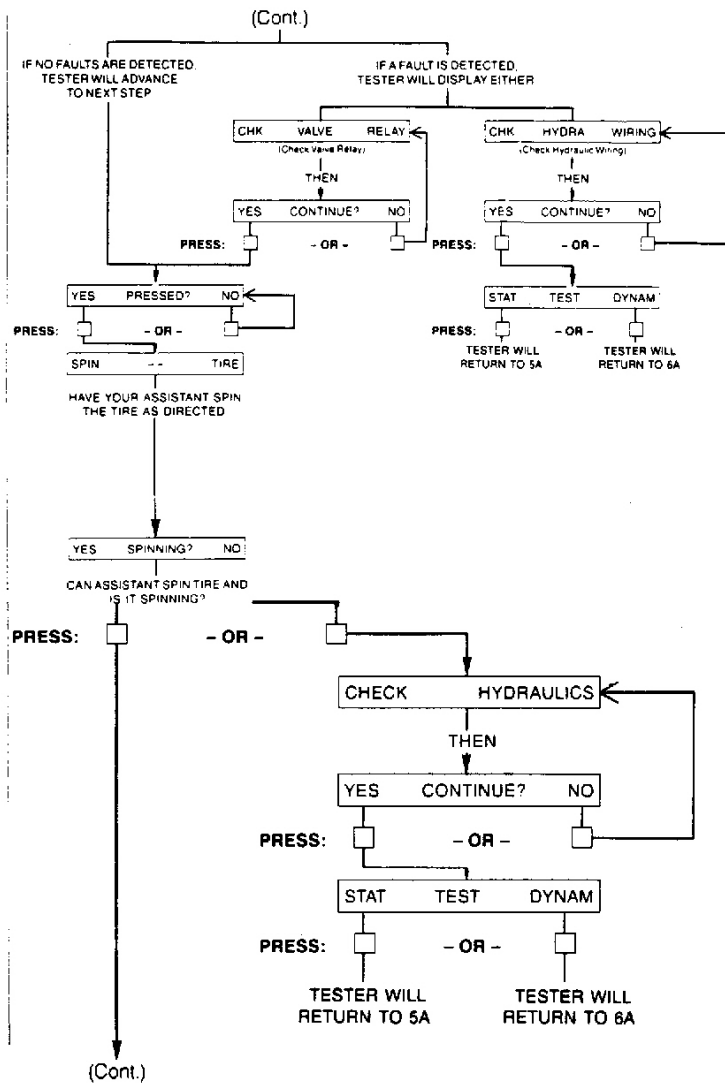 (Cont.)
IF NO FAULTS ARE DETECTED,
TESTER WILL ADVANCE
TO NEXT STEP
IF A FAULT IS DETECTED,
TESTER WILL DISPLAY EITHER
CHK VALVE RELAY
(Check Valve Relay)
CHK HYDRA WIRING
(Check Hydraulic Wiring)
THEN
THEN
YES CONTINUE? NO
YES CONTINUE? NO
PRESS: – OR –
PRESS: – OR –
YES PRESSED? NO
STAT TEST DYNAM
PRESS: – OR –
PRESS: – OR –
TESTER WILL
RETURN TO 5A
TESTER WILL
RETURN TO 6A
SPIN - - TIRE
HAVE YOUR ASSISTANT SPIN
THE TIRE AS DIRECTED
YES SPINNING? NO
CAN ASSISTANT SPIN TIRE AND
IS IT SPINNING?
PRESS: – OR –
CHECK HYDRAULICS
THEN
YES CONTINUE? NO
PRESS: – OR –
STAT TEST DYNAM
PRESS: – OR –
TESTER WILL
RETURN TO 5A
TESTER WILL
RETURN TO 6A
(Cont.)